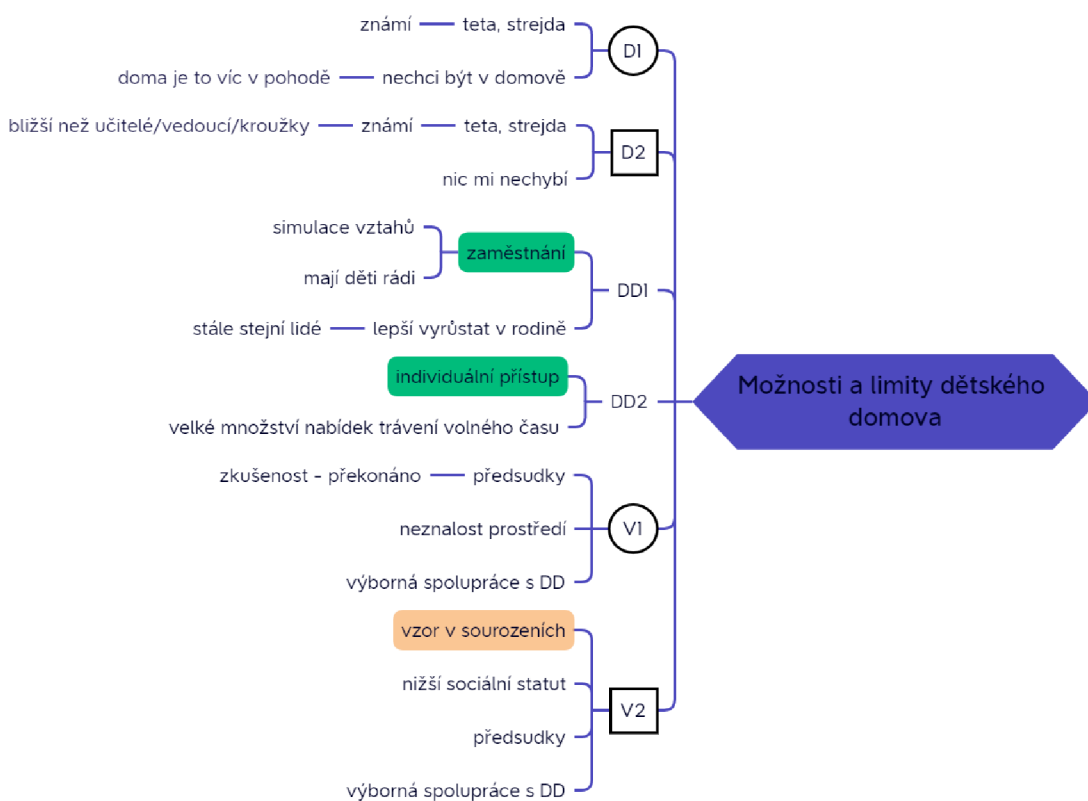 známí
teta, strejda
D1
doma je to víc v pohodě
nechci být v domově
bližší než učitelé/vedoucí/kroužky
známí
teta, strejda
D2
nic mi nechybí
simulace vztahů
zaměstnání
mají děti rádi
DD1
stále stejní lidé
lepší vyrůstat v rodině
individuální přístup
DD2
velké množství nabídek trávení volného času
Možnosti a limity dětského
domova
zkušenost - překonáno
předsudky
neznalost prostředí
V1
výborná spolupráce s DD
vzor v sourozeních
nižší sociální statut
V2
předsudky
výborná spolupráce s DD